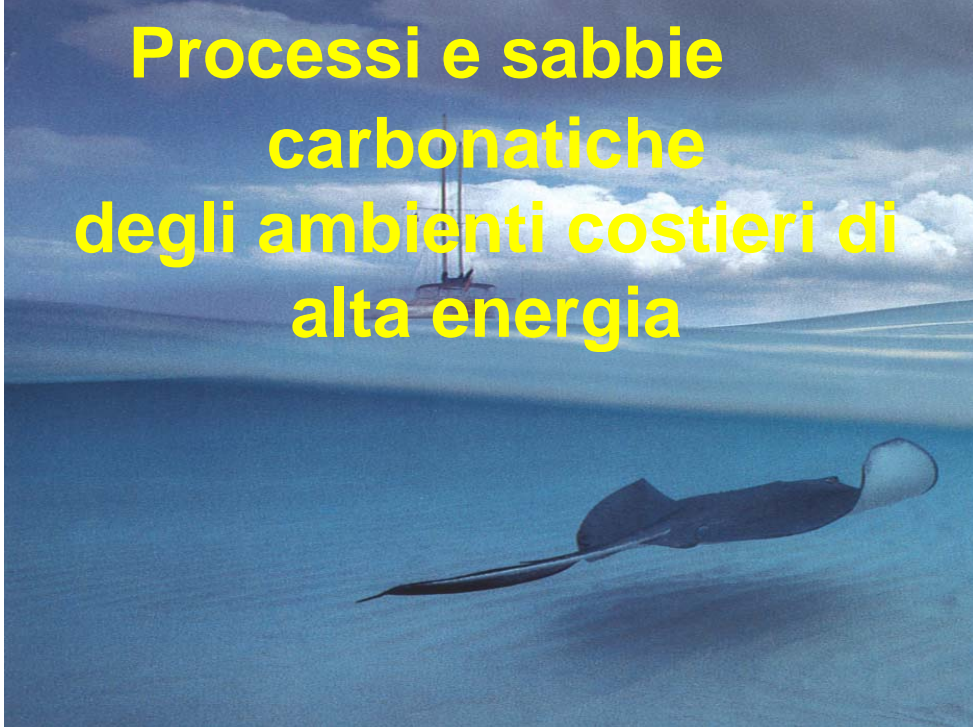 Processi e sabbie
carbonatiche
degli ambienti costieri di
alta energia